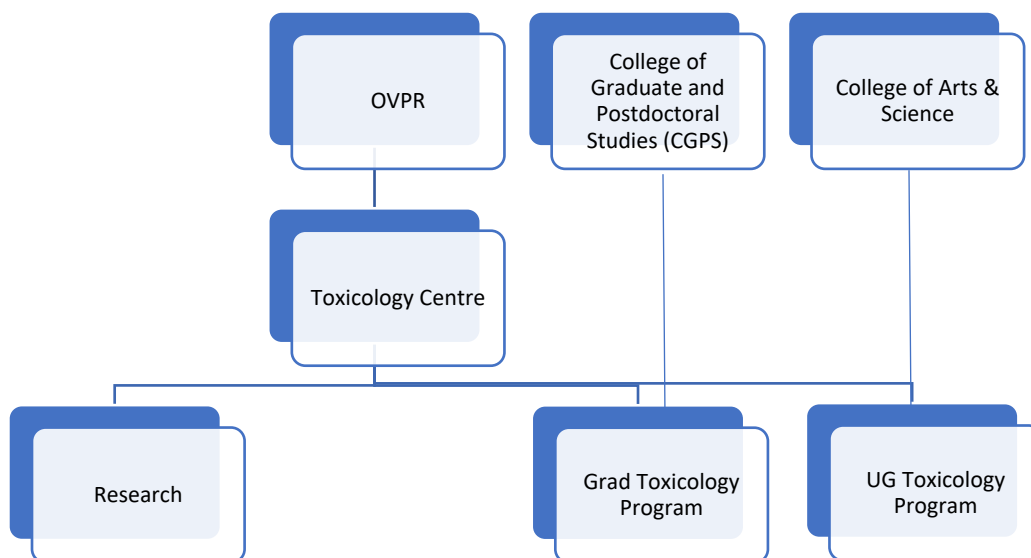 OVPR
College of
Graduate and
Postdoctoral
Studies (CGPS)
College of Arts &
Science
Toxicology Centre
Research
Grad Toxicology
Program
UG Toxicology
Program